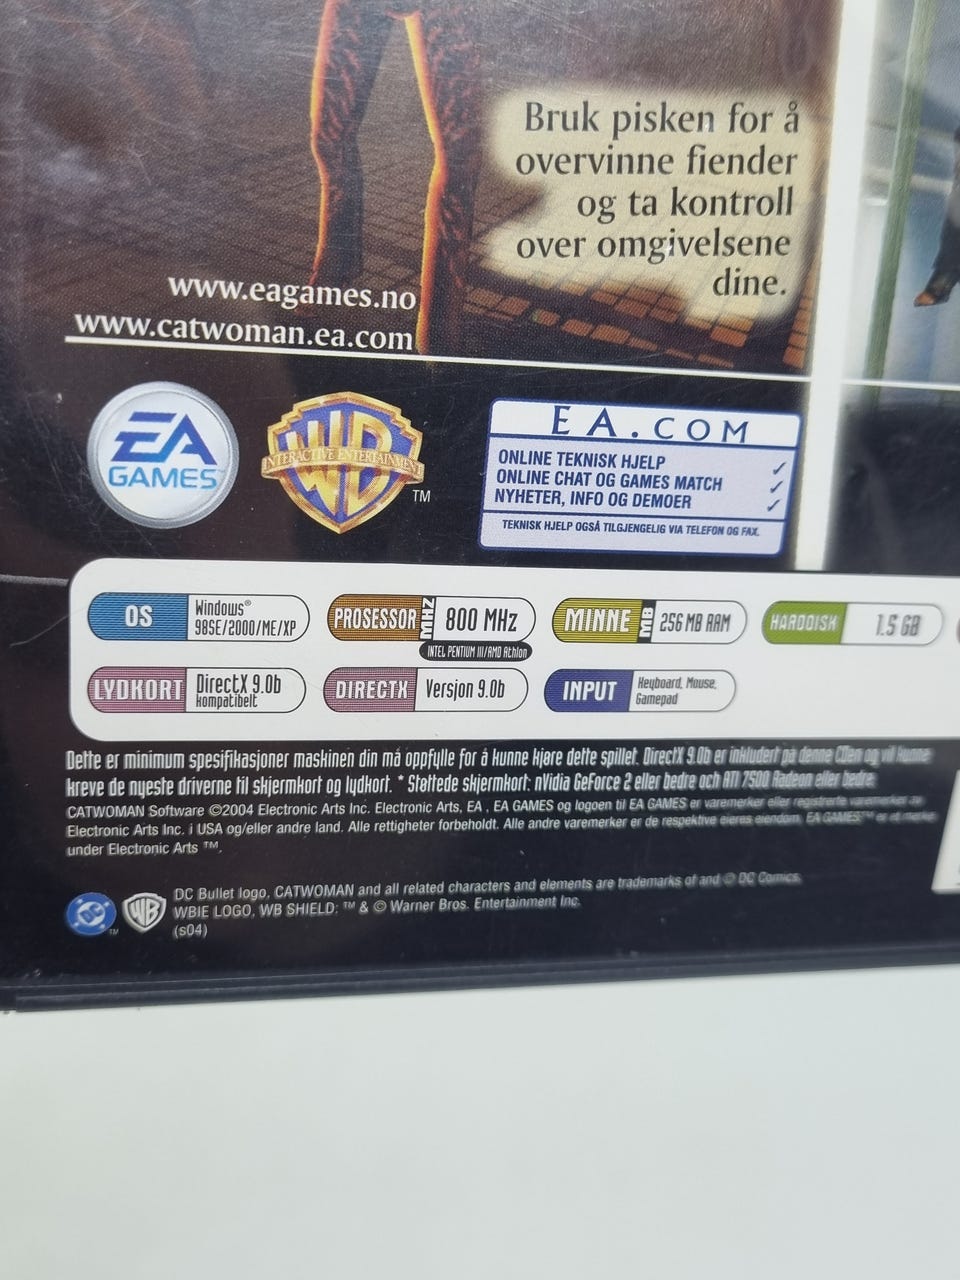 Bruk pisken for å
overvinne fiender
og ta kontroll
over omgivelsene
dine.
www.eagames.no
www.catwoman.ea.com
EA
GAMES
WB
INTERACTIVE ENTERTAINMENT
TM
EA.COM
ONLINE TEKNISK HJELP ✓
ONLINE CHAT OG GAMES MATCH ✓
NYHETER, INFO OG DEMOER ✓
TEKNISK HJELP OGSÅ TILGJENGELIG VIA TELEFON OG FAX.
OS Windows® 98SE/2000/ME/XP
PROSESSOR MHZ 800 MHz
INTEL PENTIUM III/AMD Athlon
MINNE MB 256 MB RAM
HARDDISK 1.5 GB
LYDKORT DirectX 9.0b kompatibelt
DIRECTX Versjon 9.0b
INPUT Keyboard, Mouse, Gamepad
Dette er minimum spesifikasjoner maskinen din må oppfylle for å kunne kjøre dette spillet. DirectX 9.0b er inkludert på denne CDen og vil kunne
kreve de nyeste driverne til skjermkort og lydkort. * Støttede skjermkort: nVidia GeForce 2 eller bedre och ATI 7500 Radeon eller bedre.
CATWOMAN Software ©2004 Electronic Arts Inc. Electronic Arts, EA , EA GAMES og logoen til EA GAMES er varemerker eller registrerte varemerker av
Electronic Arts Inc. i USA og/eller andre land. Alle rettigheter forbeholdt. Alle andre varemerker er de respektive eieres eiendom. EA GAMES™ er et merke
under Electronic Arts ™.
DC
TM
WB
DC Bullet logo, CATWOMAN and all related characters and elements are trademarks of and © DC Comics.
WBIE LOGO, WB SHIELD: ™ & © Warner Bros. Entertainment Inc.
(s04)